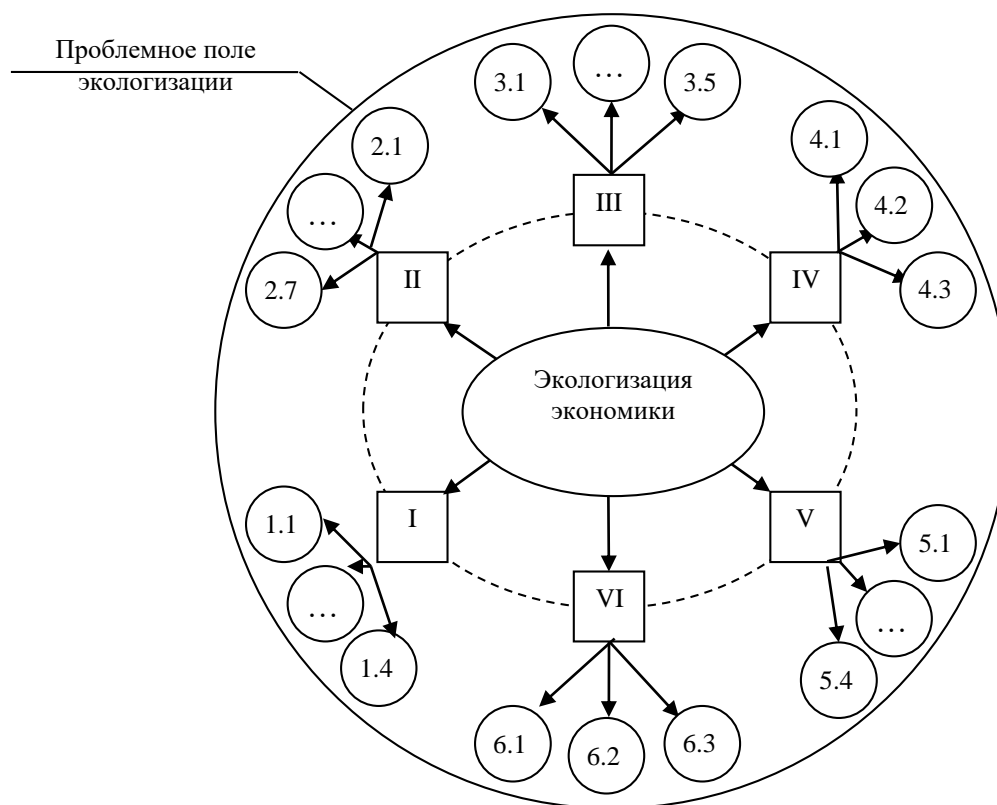 Проблемное поле
экологизации
3.1
…
3.5
2.1
4.1
…
4.2
III
2.7
II
IV
4.3
Экологизация
экономики
1.1
I
V
5.1
…
VI
…
1.4
5.4
6.1
6.2
6.3